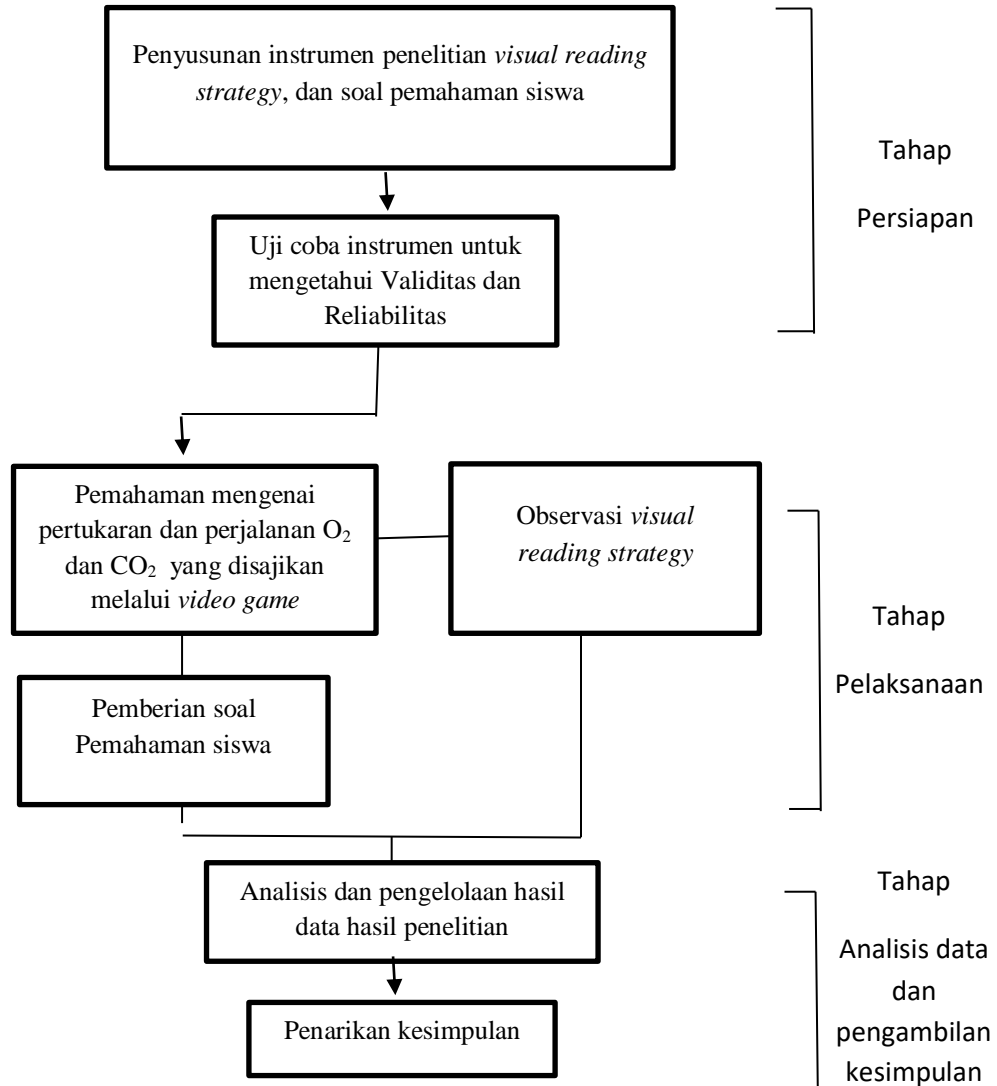 Penyusunan instrumen penelitian visual reading
strategy, dan soal pemahaman siswa
Tahap
Persiapan
Uji coba instrumen untuk
mengetahui Validitas dan
Reliabilitas
Pemahaman mengenai
pertukaran dan perjalanan O₂
dan CO₂ yang disajikan
melalui video game
Observasi visual
reading strategy
Tahap
Pelaksanaan
Pemberian soal
Pemahaman siswa
Analisis dan pengelolaan hasil
data hasil penelitian
Penarikan kesimpulan
Tahap
Analisis data
dan
pengambilan
kesimpulan